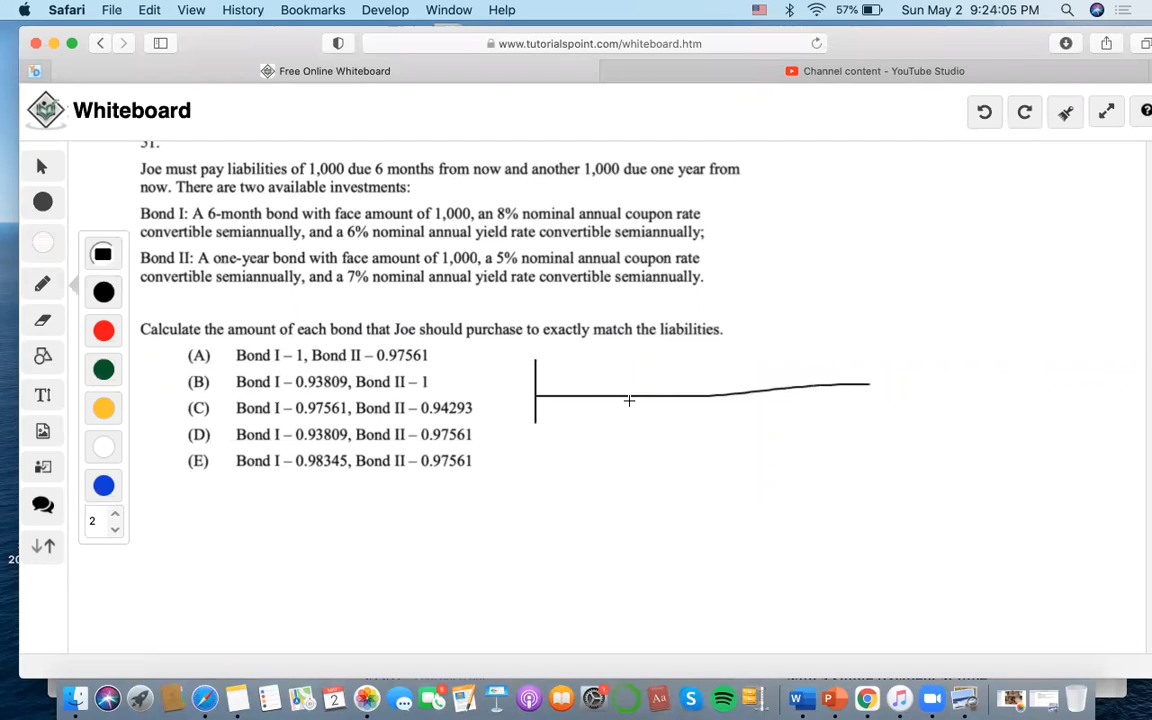 Safari File Edit View History Bookmarks Develop Window Help 57% Sun May 2 9:24:05 PM
www.tutorialspoint.com/whiteboard.htm
Free Online Whiteboard
Channel content - YouTube Studio
Whiteboard
31.
Joe must pay liabilities of 1,000 due 6 months from now and another 1,000 due one year from
now. There are two available investments:
Bond I: A 6-month bond with face amount of 1,000, an 8% nominal annual coupon rate
convertible semiannually, and a 6% nominal annual yield rate convertible semiannually;
Bond II: A one-year bond with face amount of 1,000, a 5% nominal annual coupon rate
convertible semiannually, and a 7% nominal annual yield rate convertible semiannually.
Calculate the amount of each bond that Joe should purchase to exactly match the liabilities.
(A) Bond I – 1, Bond II – 0.97561
(B) Bond I – 0.93809, Bond II – 1
(C) Bond I – 0.97561, Bond II – 0.94293
(D) Bond I – 0.93809, Bond II – 0.97561
(E) Bond I – 0.98345, Bond II – 0.97561
2
20